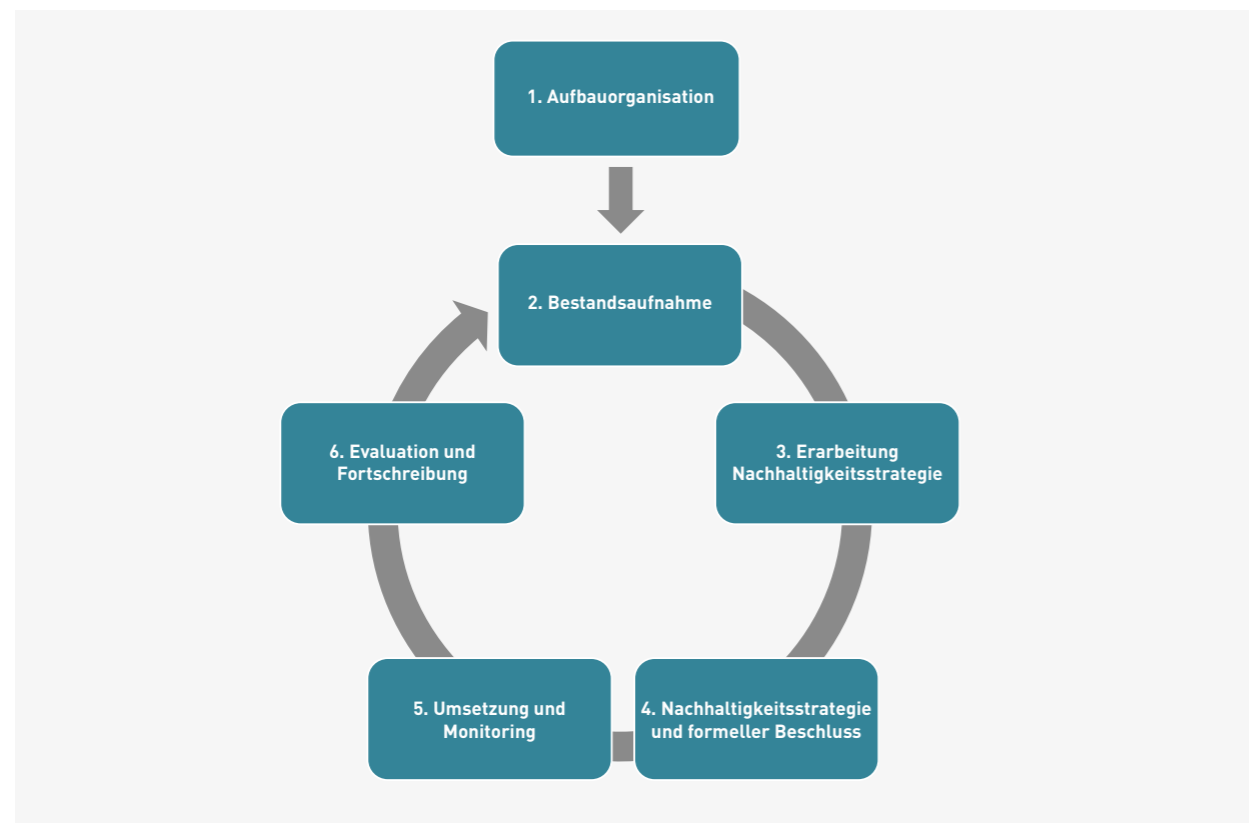 1. Aufbauorganisation
2. Bestandsaufnahme
3. Erarbeitung
Nachhaltigkeitsstrategie
4. Nachhaltigkeitsstrategie
und formeller Beschluss
5. Umsetzung und
Monitoring
6. Evaluation und
Fortschreibung